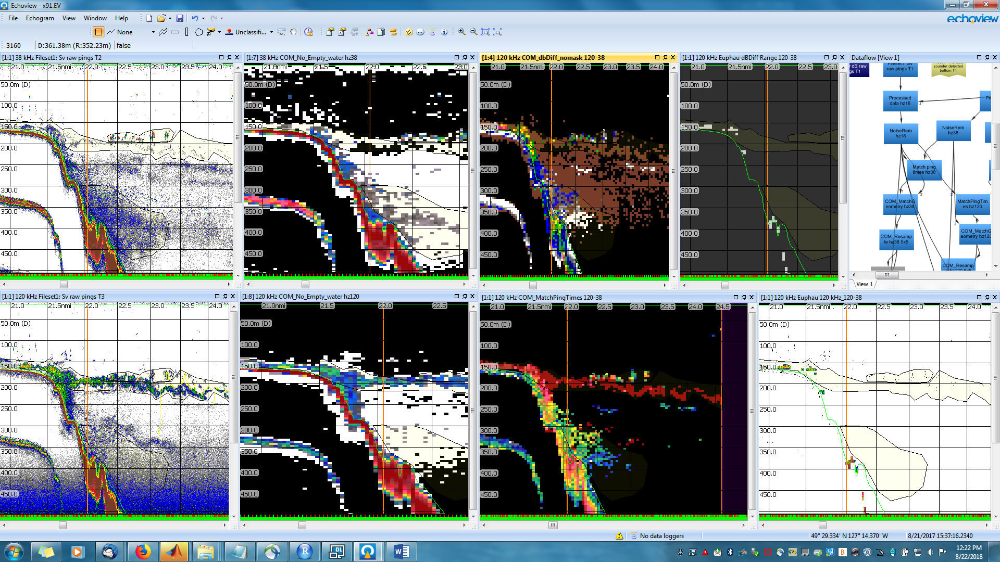 Echoview - x91.EV
File Echogram View Window Help
echoview
None
Unclassifi...
3160 D:361.38m (R:352.23m) false
[1:1] 38 kHz Fileset1: Sv raw pings T2
21.0 21.5nmi 22.0 22.5 23.0 23.5 24.0
50.0m (D)
100.0
150.0
200.0
250.0
300.0
350.0
400.0
450.0
[1:7] 38 kHz COM_No_Empty_water hz38
21.0nmi 21.5 22.0 22.5 23.0
50.0m (D)
100.0
150.0
200.0
250.0
300.0
350.0
400.0
450.0
[1:4] 120 kHz COM_dbDiff_nomask 120-38
21.0 21.5nmi 22.0 22.5 23.0 23.5 24.0
50.0m (D)
100.0
150.0
200.0
250.0
300.0
350.0
400.0
450.0
[1:1] 120 kHz Euphau dBDiff Range 120-38
21.0 21.5nmi 22.0 22.5 23.0
50.0m (D)
100.0
150.0
200.0
250.0
300.0
350.0
400.0
450.0
Dataflow [View 1]
raw pings T1
sounder detected
bottom T1
Processed
data hz18
NoiseRem
hz18
NoiseRem
hz38
Match ping
times hz38
COM_MatchG
eometry hz38
MatchPingTim
es hz120
COM_MatchG
eometry hz120
COM_Resamp
le hz38 5x5
COM_Resamp
View 1
[1:1] 120 kHz Fileset1: Sv raw pings T3
21.0 21.5nmi 22.0 22.5 23.0 23.5 24.0
50.0m (D)
100.0
150.0
200.0
250.0
300.0
350.0
400.0
450.0
[1:8] 120 kHz COM_No_Empty_water hz120
21.0nmi 21.5 22.0 22.5
50.0m (D)
100.0
150.0
200.0
250.0
300.0
350.0
400.0
450.0
[1:1] 120 kHz COM_MatchPingTimes 120-38
21.0 21.5nmi 22.0 22.5 23.0 23.5 24.0 24.5
50.0m (D)
100.0
150.0
200.0
250.0
300.0
350.0
400.0
450.0
[1:1] 120 kHz Euphau 120 kHz_120-38
21.0 21.5nmi 22.0 22.5 23.0 23.5 24.0
50.0m (D)
100.0
150.0
200.0
250.0
300.0
350.0
400.0
450.0
No data loggers
49° 29.334' N 127° 14.370' W 8/21/2017 15:37:16.2340
12:22 PM
8/22/2018